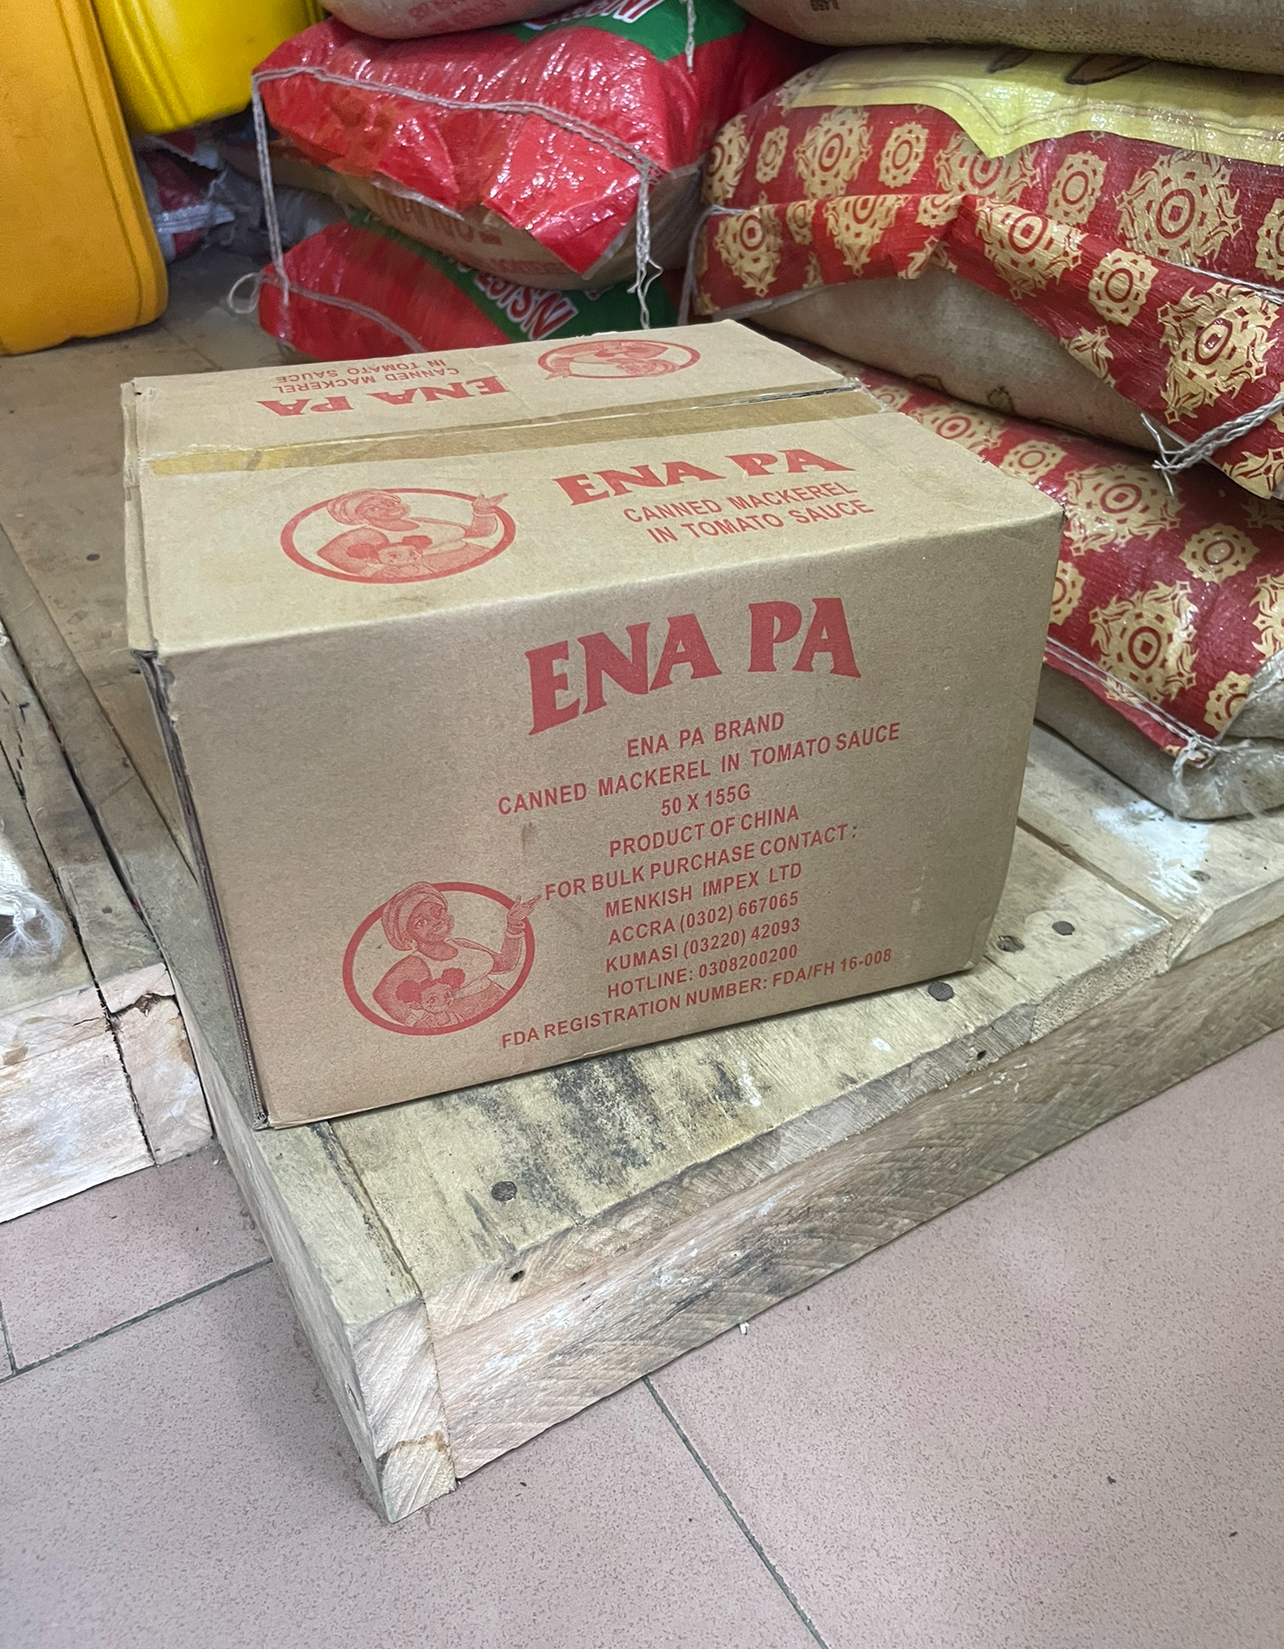 ENA PA
CANNED MACKEREL
IN TOMATO SAUCE
ENA PA
CANNED MACKEREL
IN TOMATO SAUCE
ENA PA
ENA PA BRAND
CANNED MACKEREL IN TOMATO SAUCE
50 X 155G
PRODUCT OF CHINA
FOR BULK PURCHASE CONTACT :
MENKISH IMPEX LTD
ACCRA (0302) 667065
KUMASI (03220) 42093
HOTLINE: 0308200200
FDA REGISTRATION NUMBER: FDA/FH 16-008